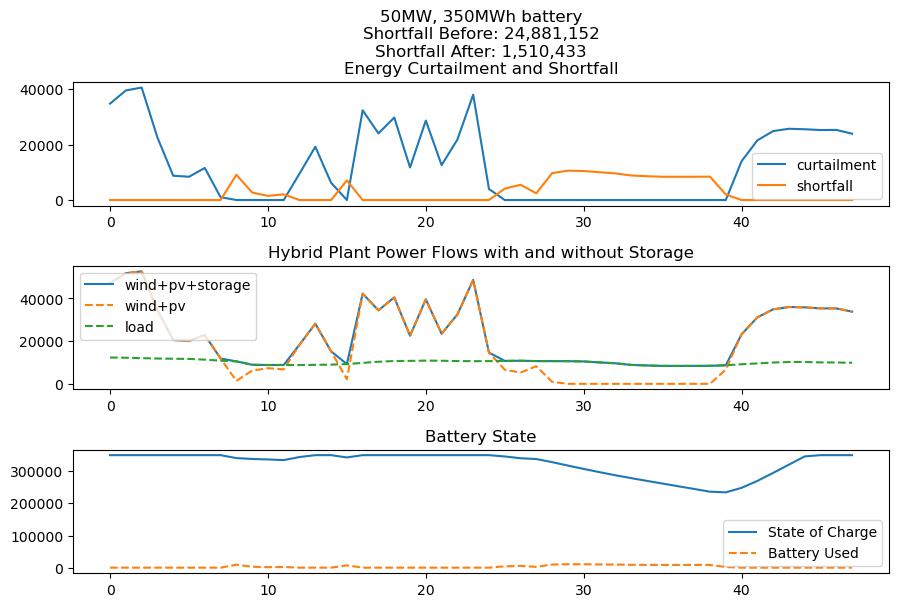 50MW, 350MWh battery
Shortfall Before: 24,881,152
Shortfall After: 1,510,433
Energy Curtailment and Shortfall
40000
20000
0
curtailment
shortfall
0 10 20 30 40
Hybrid Plant Power Flows with and without Storage
40000
20000
0
wind+pv+storage
wind+pv
load
0 10 20 30 40
Battery State
300000
200000
100000
0
State of Charge
Battery Used
0 10 20 30 40